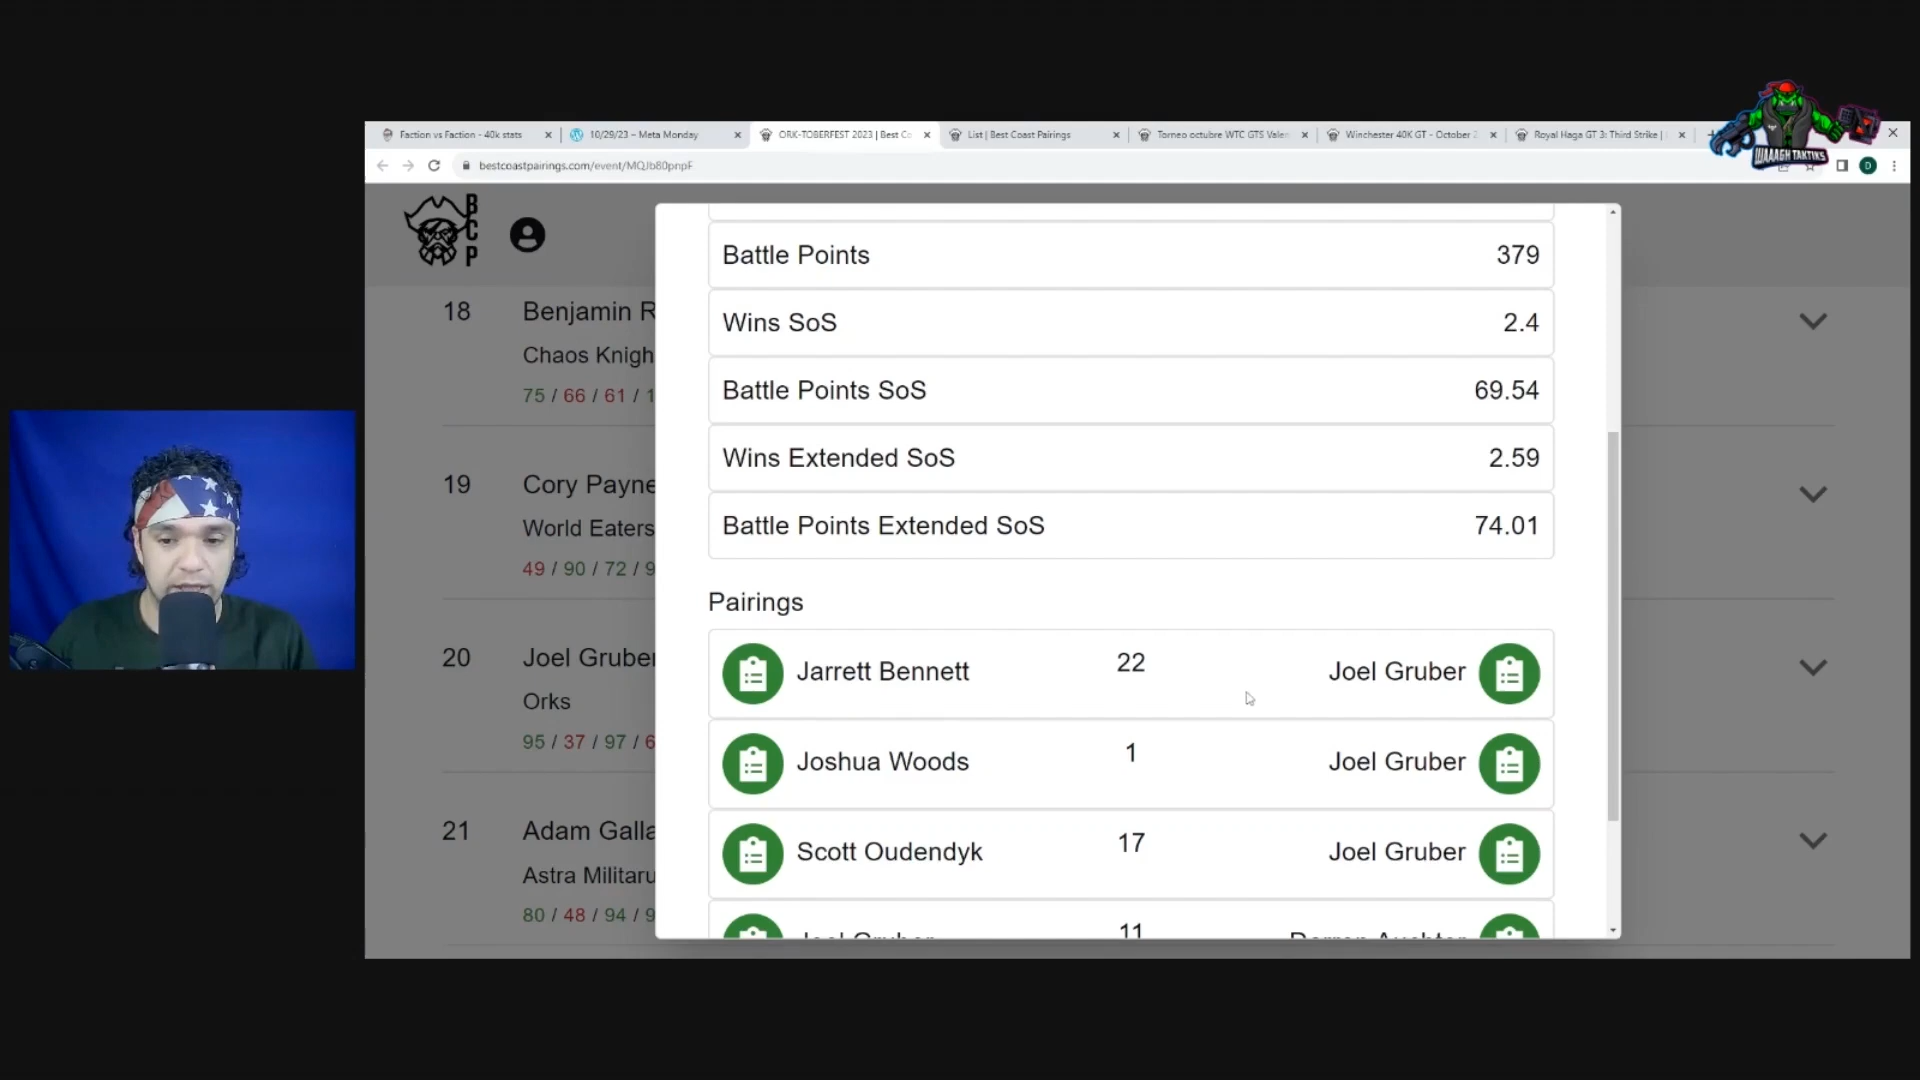 Faction vs Faction - 40k stats
10/29/23 – Meta Monday
ORK-TOBERFEST 2023 | Best Co
List | Best Coast Pairings
Torneo octubre WTC GTS Valen
Winchester 40K GT - October 2
Royal Haga GT 3: Third Strike |
WAAAGH TAKTIKS
bestcoastpairings.com/event/MQJb80pnpF
D
BCP
18 Benjamin R
Chaos Knigh
75 / 66 / 61 / 1
19 Cory Payne
World Eaters
49 / 90 / 72 / 9
20 Joel Gruber
Orks
95 / 37 / 97 / 6
21 Adam Galla
Astra Militaru
80 / 48 / 94 / 9
Battle Points 379
Wins SoS 2.4
Battle Points SoS 69.54
Wins Extended SoS 2.59
Battle Points Extended SoS 74.01
Pairings
Jarrett Bennett 22 Joel Gruber
Joshua Woods 1 Joel Gruber
Scott Oudendyk 17 Joel Gruber
Joel Gruber 11